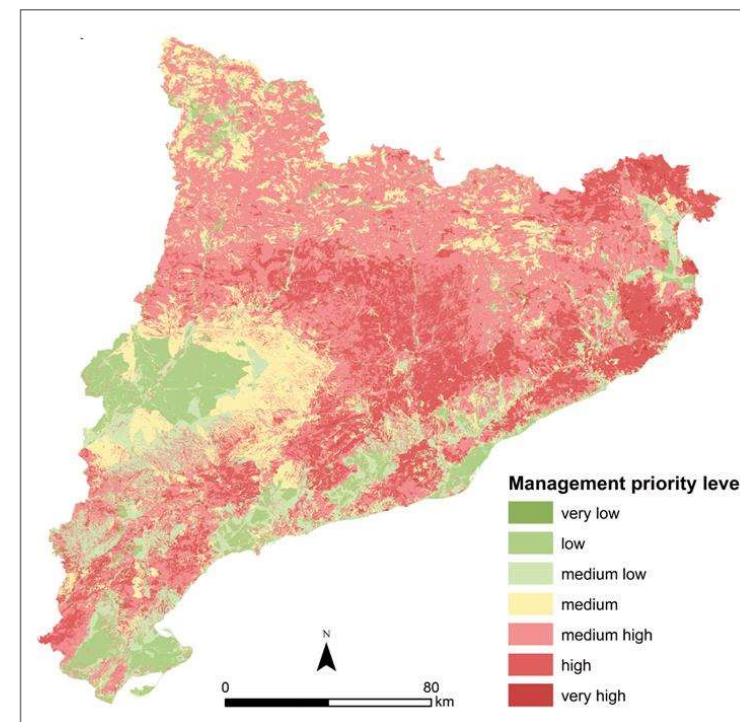 Management priority leve
very low
low
medium low
medium
medium high
high
very high
N
0 80
km